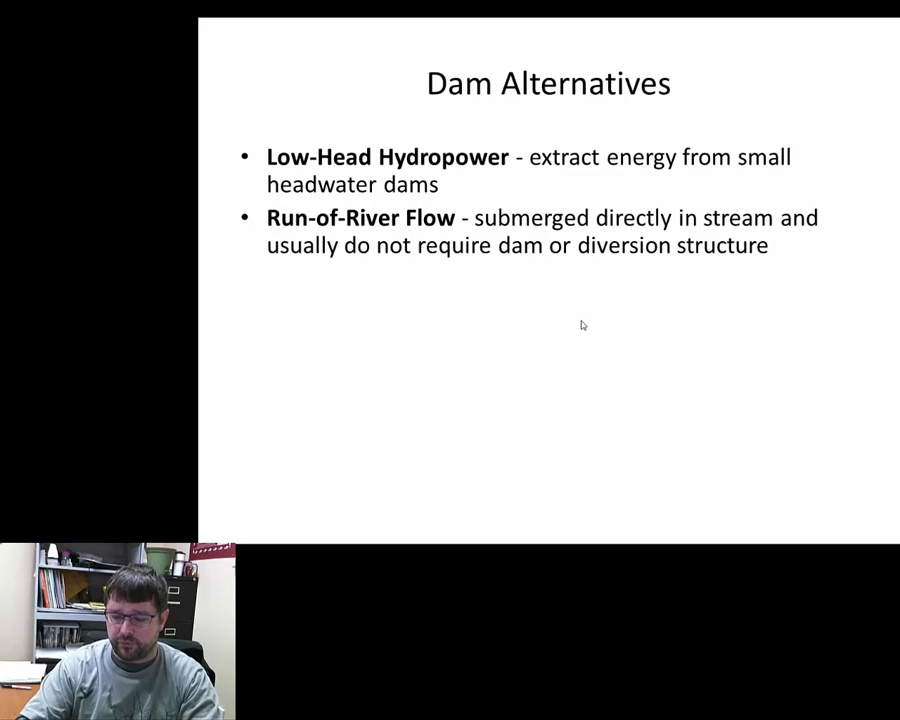 Dam Alternatives
• Low-Head Hydropower - extract energy from small
headwater dams
• Run-of-River Flow - submerged directly in stream and
usually do not require dam or diversion structure